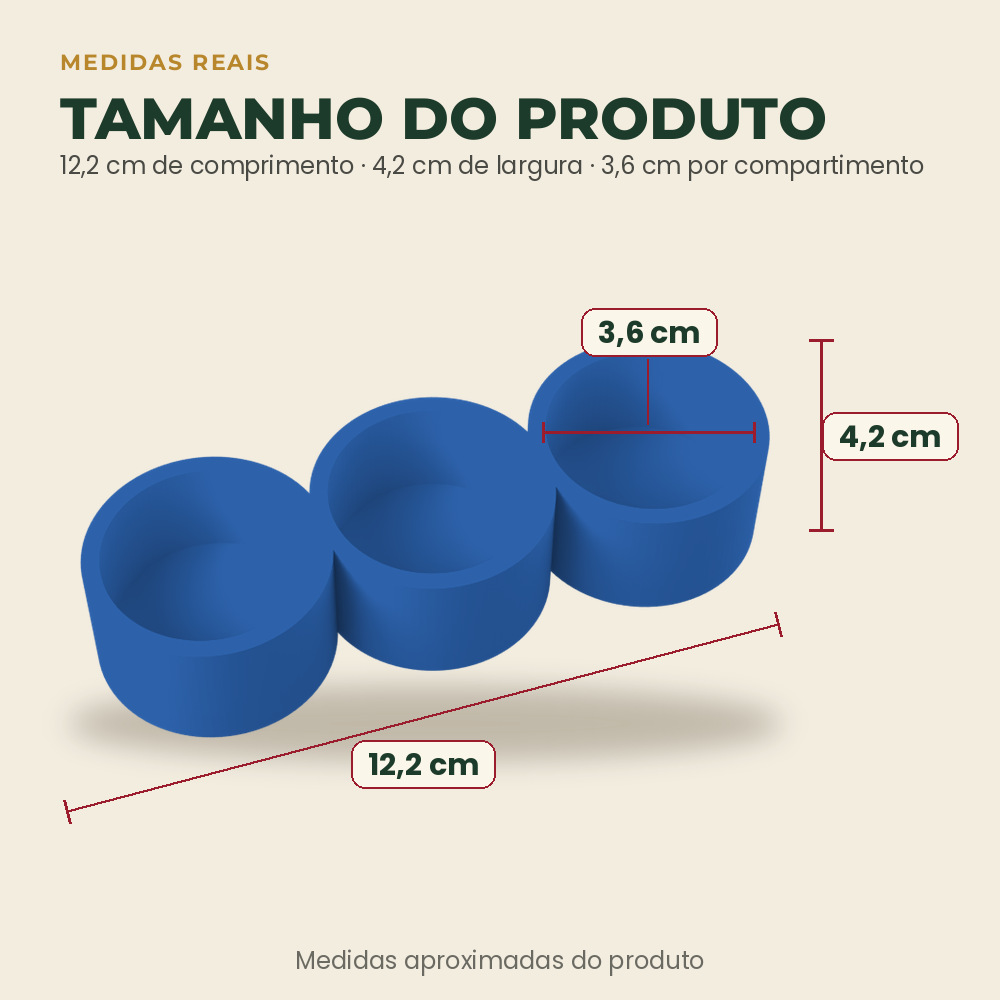 MEDIDAS REAIS
TAMANHO DO PRODUTO
12,2 cm de comprimento · 4,2 cm de largura · 3,6 cm por compartimento
3,6 cm
4,2 cm
12,2 cm
Medidas aproximadas do produto